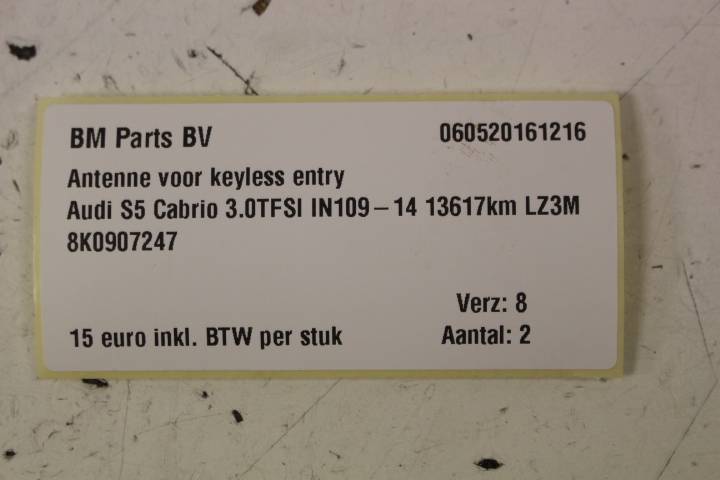 BM Parts BV 060520161216
Antenne voor keyless entry
Audi S5 Cabrio 3.0TFSI IN109-14 13617km LZ3M
8K0907247
Verz: 8
15 euro inkl. BTW per stuk Aantal: 2